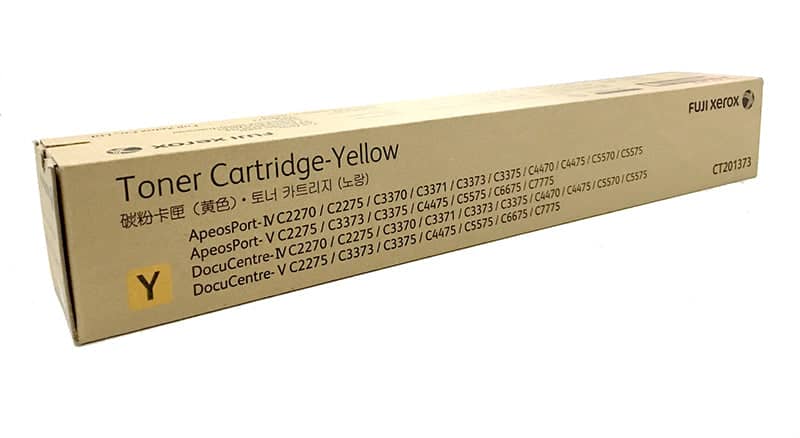 FUJI xerox
FUJI xerox
Toner Cartridge-Yellow
碳粉卡匣（黄色）・토너 카트리지 (노랑)
ApeosPort-Ⅳ C2270 / C2275 / C3370 / C3371 / C3373 / C3375 / C4470 / C4475 / C5570 / C5575
ApeosPort-Ⅴ C2275 / C3373 / C3375 / C4475 / C5575 / C6675 / C7775
DocuCentre-Ⅳ C2270 / C2275 / C3370 / C3371 / C3373 / C3375 / C4470 / C4475 / C5570 / C5575
DocuCentre-Ⅴ C2275 / C3373 / C3375 / C4475 / C5575 / C6675 / C7775
CT201373
Y